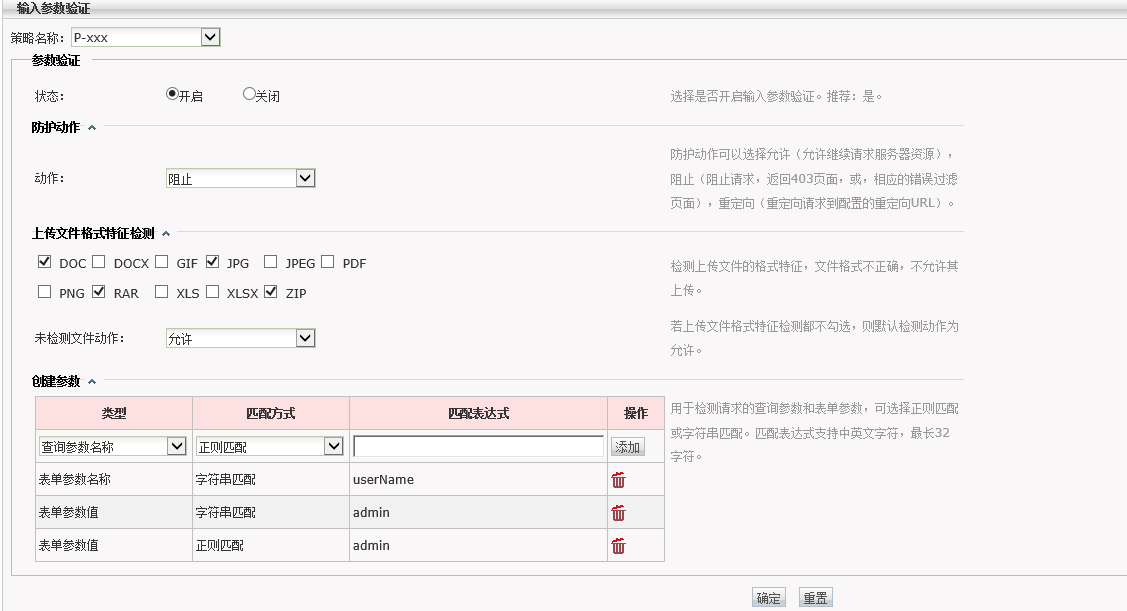 输入参数验证
策略名称： P-xxx
参数验证
状态： 开启 关闭 选择是否开启输入参数验证。推荐：是。
防护动作
动作： 阻止
防护动作可以选择允许（允许继续请求服务器资源），
阻止（阻止请求，返回403页面，或，相应的错误过滤
页面），重定向（重定向请求到配置的重定向URL）。
上传文件格式特征检测
DOC DOCX GIF JPG JPEG PDF
PNG RAR XLS XLSX ZIP
检测上传文件的格式特征，文件格式不正确，不允许其
上传。
未检测文件动作： 允许
若上传文件格式特征检测都不勾选，则默认检测动作为
允许。
创建参数
类型 匹配方式 匹配表达式 操作
查询参数名称 正则匹配 添加
表单参数名称 字符串匹配 userName
表单参数值 字符串匹配 admin
表单参数值 正则匹配 admin
用于检测请求的查询参数和表单参数，可选择正则匹配
或字符串匹配。匹配表达式支持中英文字符，最长32
字符。
确定 重置